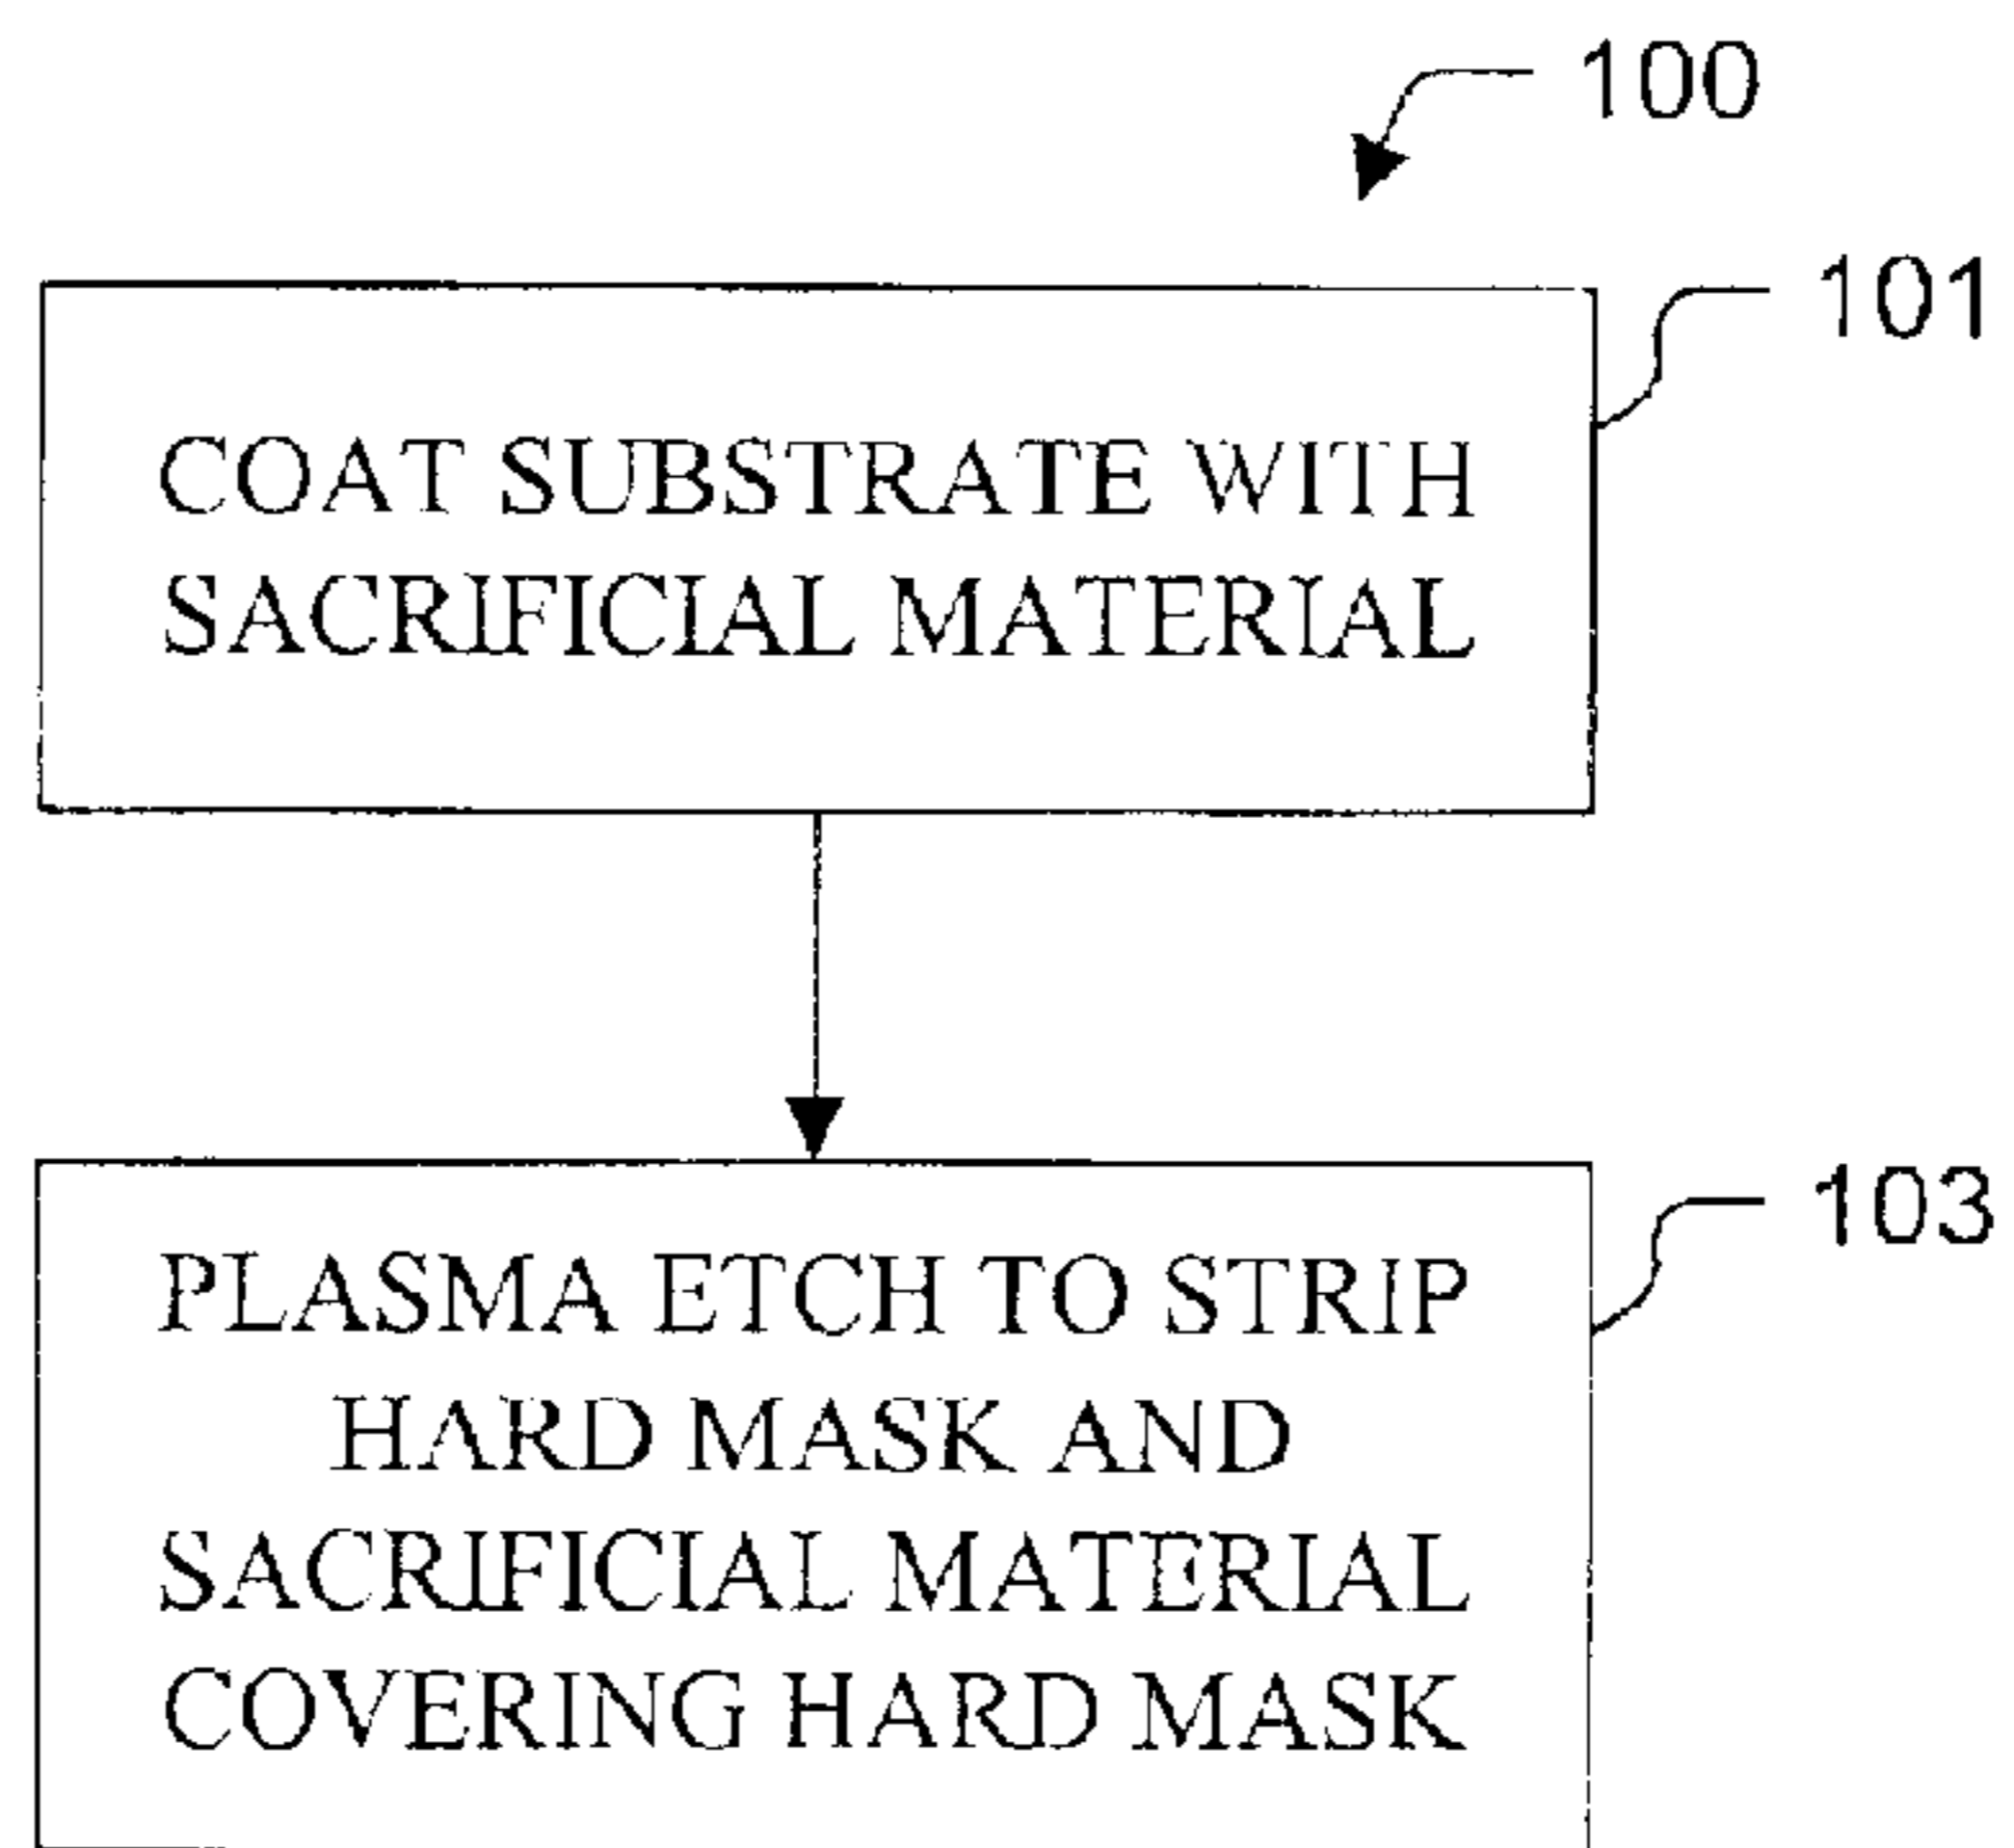 100
101
COAT SUBSTRATE WITH
SACRIFICIAL MATERIAL
103
PLASMA ETCH TO STRIP
HARD MASK AND
SACRIFICIAL MATERIAL
COVERING HARD MASK